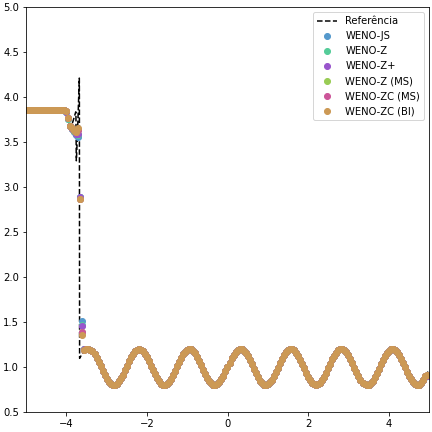 5.0
4.5
4.0
3.5
3.0
2.5
2.0
1.5
1.0
0.5
−4
−2
0
2
4
Referência
WENO-JS
WENO-Z
WENO-Z+
WENO-Z (MS)
WENO-ZC (MS)
WENO-ZC (BI)